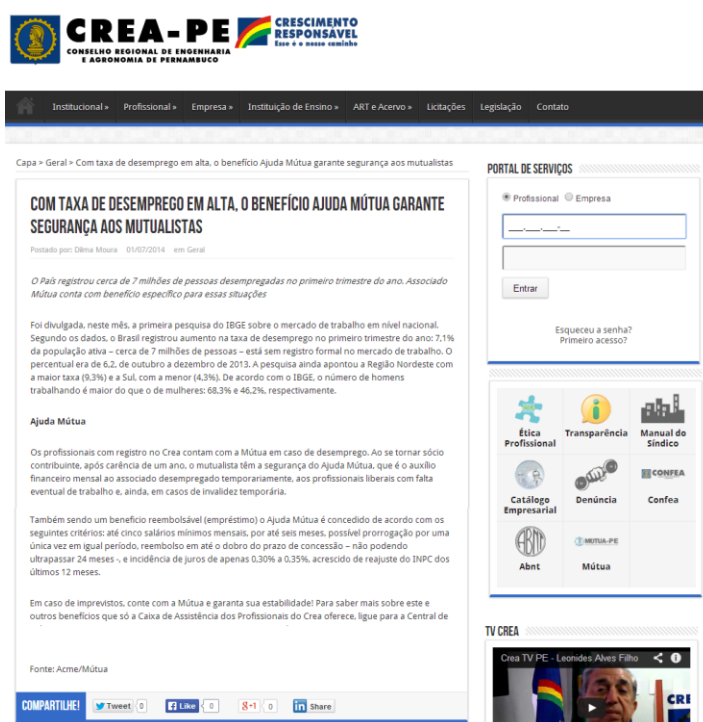 CREA-PE
CONSELHO REGIONAL DE ENGENHARIA
E AGRONOMIA DE PERNAMBUCO
CRESCIMENTO
RESPONSÁVEL
Esse é o nosso caminho
Institucional » Profissional » Empresa » Instituição de Ensino » ART e Acervo » Licitações Legislação Contato
Capa > Geral > Com taxa de desemprego em alta, o benefício Ajuda Mútua garante segurança aos mutualistas
COM TAXA DE DESEMPREGO EM ALTA, O BENEFÍCIO AJUDA MÚTUA GARANTE
SEGURANÇA AOS MUTUALISTAS
Postado por: Dilma Moura 01/07/2014 em Geral
O País registrou cerca de 7 milhões de pessoas desempregadas no primeiro trimestre do ano. Associado
Mútua conta com benefício específico para essas situações
Foi divulgada, neste mês, a primeira pesquisa do IBGE sobre o mercado de trabalho em nível nacional.
Segundo os dados, o Brasil registrou aumento na taxa de desemprego no primeiro trimestre do ano: 7,1%
da população ativa – cerca de 7 milhões de pessoas – está sem registro formal no mercado de trabalho. O
percentual era de 6,2, de outubro a dezembro de 2013. A pesquisa ainda apontou a Região Nordeste com
a maior taxa (9,3%) e a Sul, com a menor (4,3%). De acordo com o IBGE, o número de homens
trabalhando é maior do que o de mulheres: 68,3% e 46,2%, respectivamente.
Ajuda Mútua
Os profissionais com registro no Crea contam com a Mútua em caso de desemprego. Ao se tornar sócio
contribuinte, após carência de um ano, o mutualista têm a segurança do Ajuda Mútua, que é o auxílio
financeiro mensal ao associado desempregado temporariamente, aos profissionais liberais com falta
eventual de trabalho e, ainda, em casos de invalidez temporária.
Também sendo um benefício reembolsável (empréstimo) o Ajuda Mútua é concedido de acordo com os
seguintes critérios: até cinco salários mínimos mensais, por até seis meses, possível prorrogação por uma
única vez em igual período, reembolso em até o dobro do prazo de concessão – não podendo
ultrapassar 24 meses -, e incidência de juros de apenas 0,30% a 0,35%, acrescido de reajuste do INPC dos
últimos 12 meses.
Em caso de imprevistos, conte com a Mútua e garanta sua estabilidade! Para saber mais sobre este e
outros benefícios que só a Caixa de Assistência dos Profissionais do Crea oferece, ligue para a Central de
Fonte: Acme/Mútua
COMPARTILHE! Tweet 0 Like 0 g+1 0 in Share
PORTAL DE SERVIÇOS
Profissional Empresa
___.___.___-__
Entrar
Esqueceu a senha?
Primeiro acesso?
Ética
Profissional
Transparência
Manual do
Síndico
Catálogo
Empresarial
Denúncia
CONFEA
Confea
ABNT
Abnt
MUTUA-PE
Mútua
TV CREA
Crea TV PE - Leonides Alves Filho
CRE